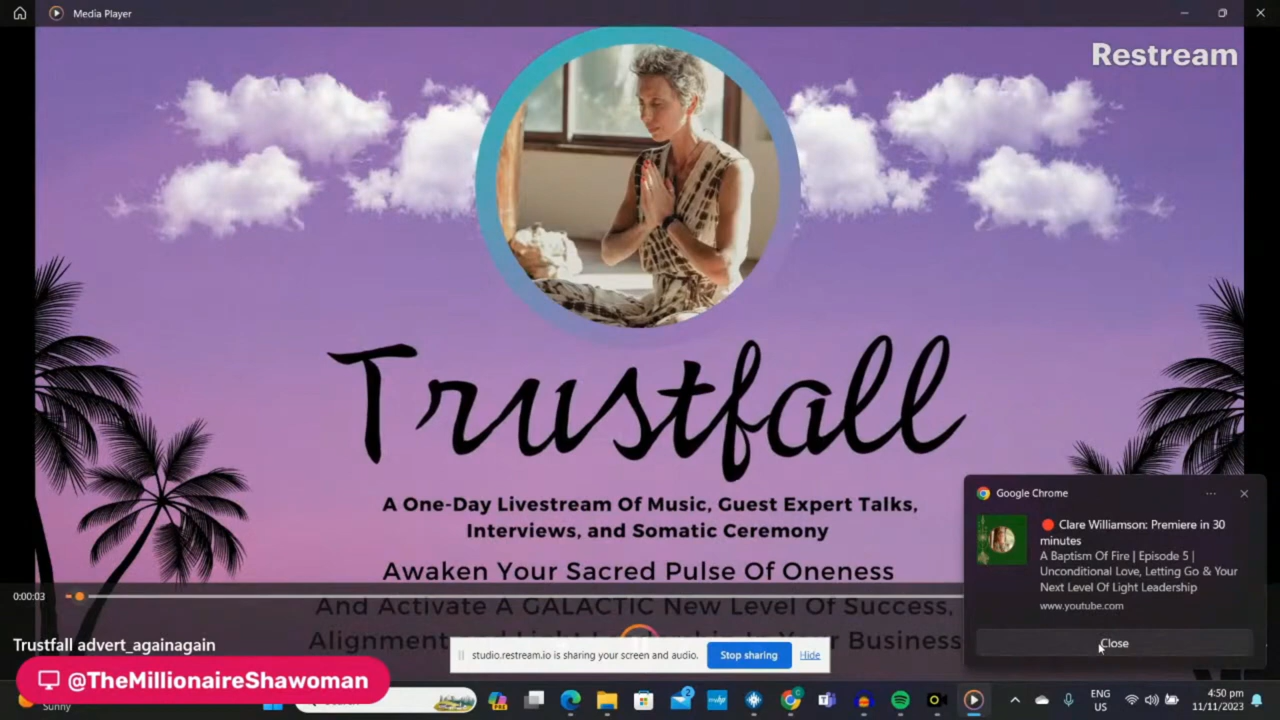 Media Player
Restream
Trustfall
A One-Day Livestream Of Music, Guest Expert Talks,
Interviews, and Somatic Ceremony
Awaken Your Sacred Pulse Of Oneness
And Activate A GALACTIC New Level Of Success,
Alignment
Your Business
Google Chrome
Clare Williamson: Premiere in 30
minutes
A Baptism Of Fire | Episode 5 |
Unconditional Love, Letting Go & Your
Next Level Of Light Leadership
www.youtube.com
Close
0:00:03
Trustfall advert_againagain
studio.restream.io is sharing your screen and audio.
Stop sharing
Hide
@TheMillionaireShawoman
Sunny
2
ENG
US
4:50 pm
11/11/2023